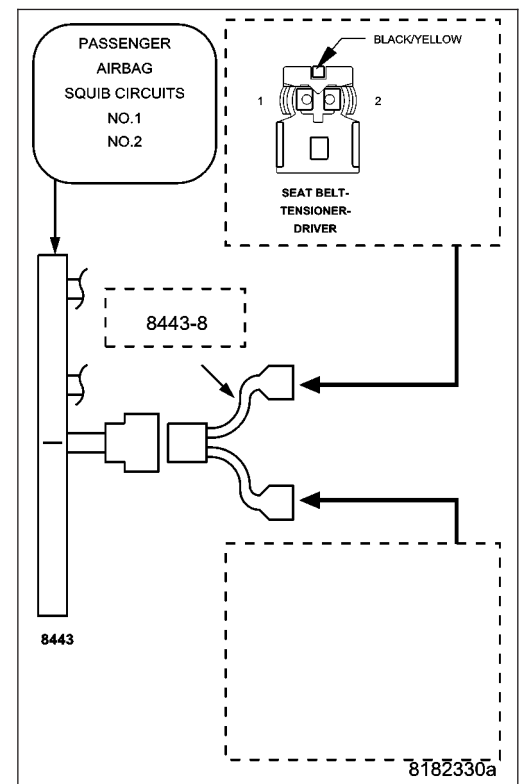 PASSENGER
AIRBAG
SQUIB CIRCUITS
NO.1
NO.2
BLACK/YELLOW
1
2
SEAT BELT-
TENSIONER-
DRIVER
8443-8
8443
8182330a